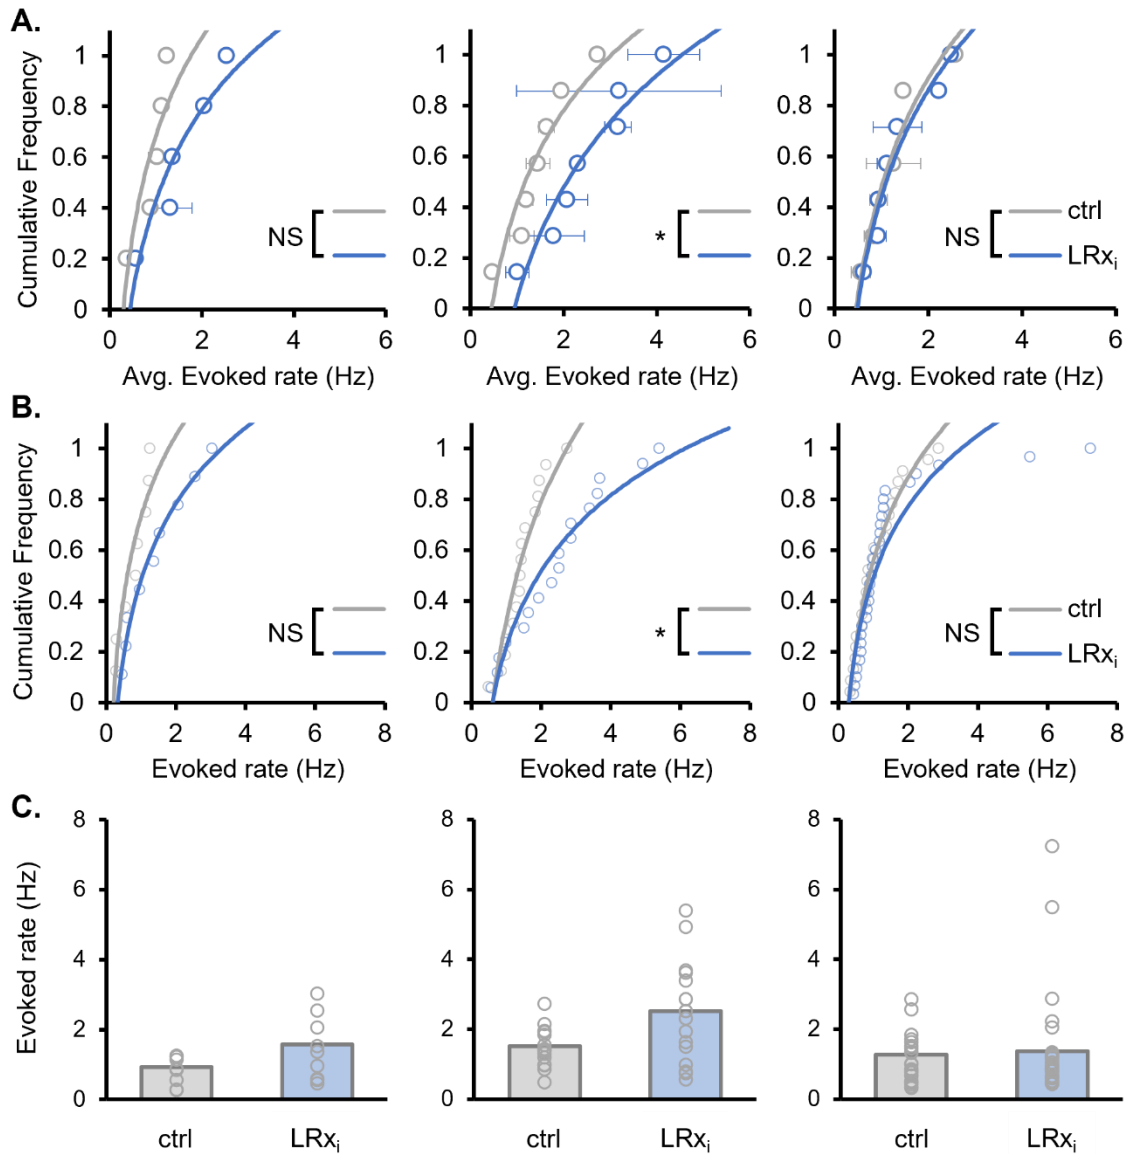 A.
Cumulative Frequency
1
0.8
0.6
0.4
0.2
0
0 2 4 6
Avg. Evoked rate (Hz)
NS
1
0.8
0.6
0.4
0.2
0
0 2 4 6
Avg. Evoked rate (Hz)
*
1
0.8
0.6
0.4
0.2
0
0 2 4 6
Avg. Evoked rate (Hz)
NS
ctrl
LRxi
B.
Cumulative Frequency
1
0.8
0.6
0.4
0.2
0
0 2 4 6 8
Evoked rate (Hz)
NS
1
0.8
0.6
0.4
0.2
0
0 2 4 6 8
Evoked rate (Hz)
*
1
0.8
0.6
0.4
0.2
0
0 2 4 6 8
Evoked rate (Hz)
NS
ctrl
LRxi
C.
Evoked rate (Hz)
8
6
4
2
0
ctrl LRxi
8
6
4
2
0
ctrl LRxi
8
6
4
2
0
ctrl LRxi